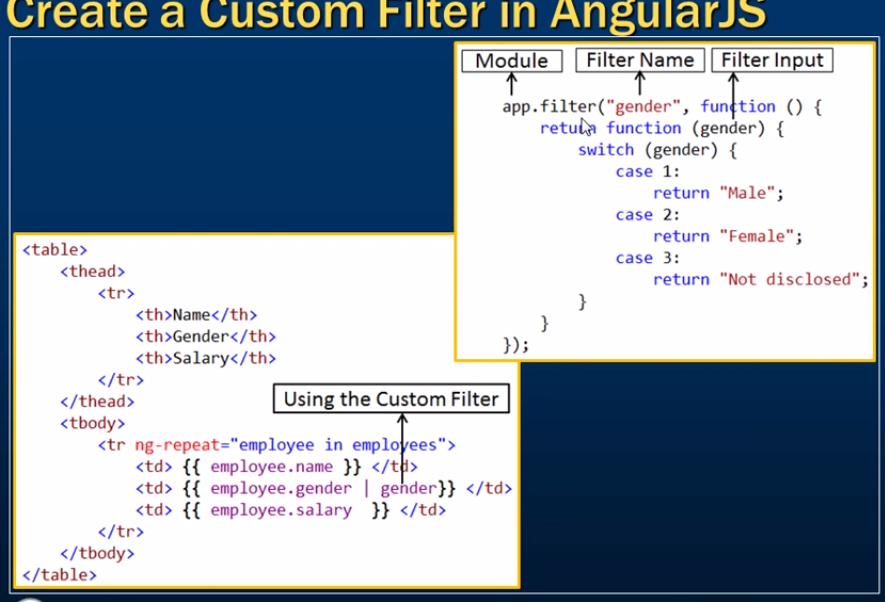 Create a Custom Filter in AngularJS
Module Filter Name Filter Input
app.filter("gender", function () {
return function (gender) {
switch (gender) {
case 1:
return "Male";
case 2:
return "Female";
case 3:
return "Not disclosed";
}
}
});
<table>
<thead>
<tr>
<th>Name</th>
<th>Gender</th>
<th>Salary</th>
</tr>
</thead>
Using the Custom Filter
<tbody>
<tr ng-repeat="employee in employees">
<td> {{ employee.name }} </td>
<td> {{ employee.gender | gender}} </td>
<td> {{ employee.salary  }} </td>
</tr>
</tbody>
</table>